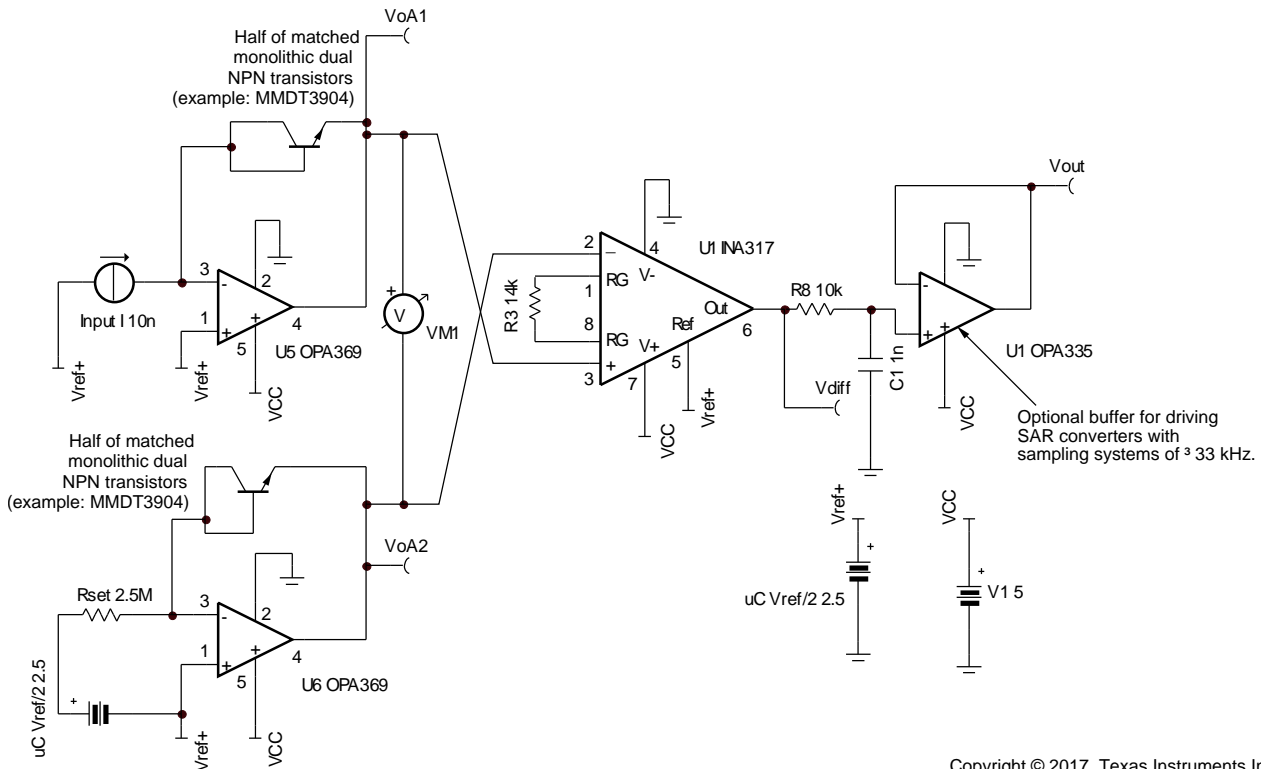 VoA1
Half of matched
monolithic dual
NPN transistors
(example: MMDT3904)
Input I 10n
Vref+
Vref+
3
-
1
+
2
+
5
4
U5 OPA369
VCC
+
V
VM1
2
-
RG
1
8
RG
+
3
R3 14k
4
V-
U1 INA317
Out
6
Ref
5
V+
7
VCC
Vref+
R8 10k
Vdiff
C1 1n
-
+
+
U1 OPA335
VCC
Vout
Optional buffer for driving
SAR converters with
sampling systems of ³ 33 kHz.
Half of matched
monolithic dual
NPN transistors
(example: MMDT3904)
VoA2
Rset 2.5M
3
-
1
+
2
+
5
4
U6 OPA369
VCC
uC Vref/2 2.5
+
Vref+
Vref+
+
uC Vref/2 2.5
VCC
+
V1 5
Copyright © 2017, Texas Instruments In